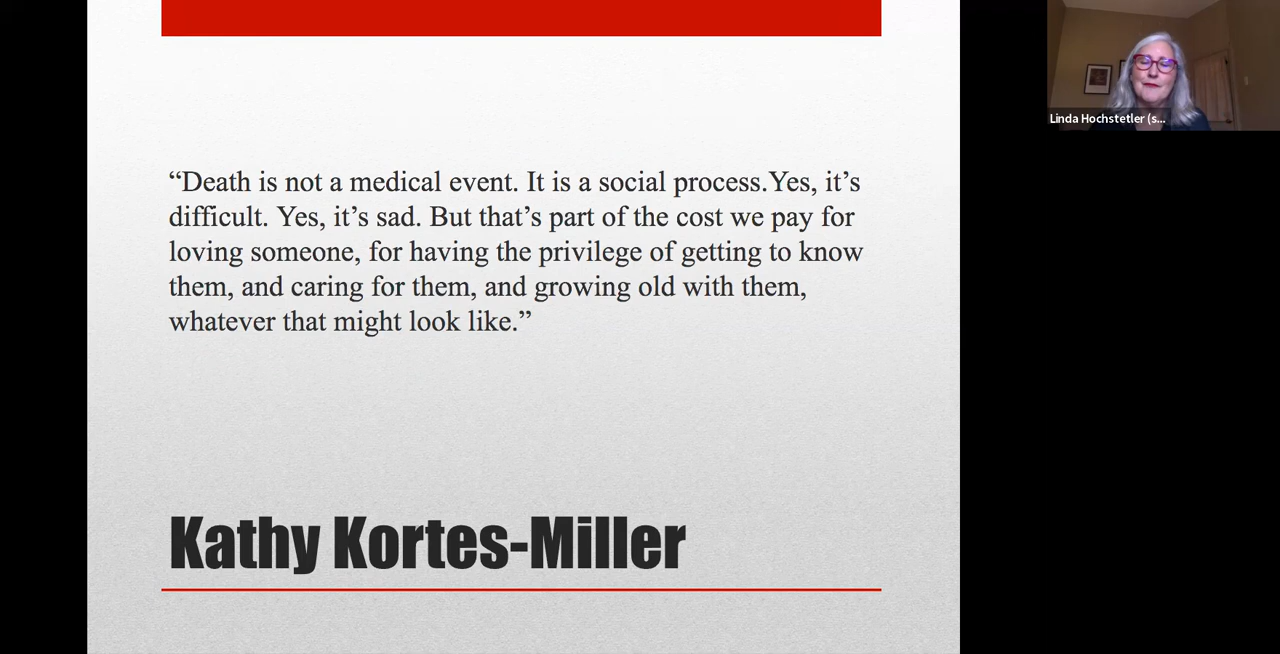 “Death is not a medical event. It is a social process.Yes, it’s
difficult. Yes, it’s sad. But that’s part of the cost we pay for
loving someone, for having the privilege of getting to know
them, and caring for them, and growing old with them,
whatever that might look like.”
Kathy Kortes-Miller
Linda Hochstetler (s...